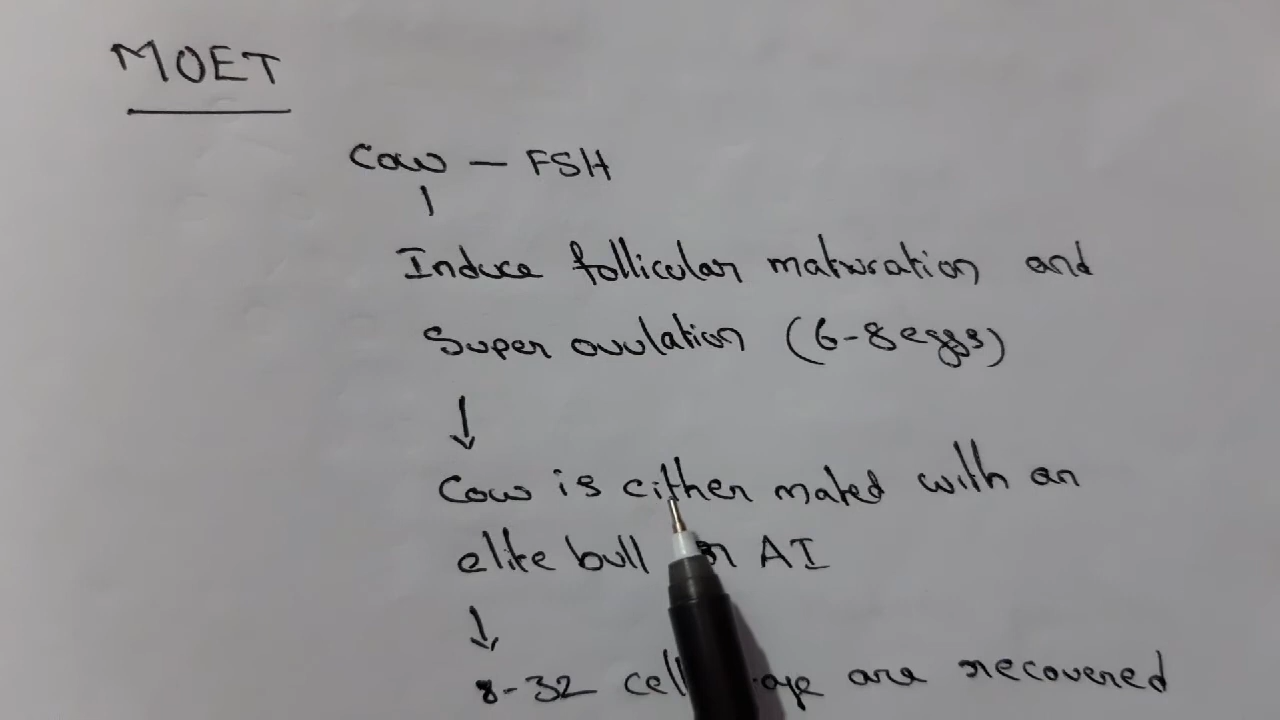 MOET
Cow — FSH
Induce follicular maturation and
Super ovulation (6-8 eggs)
↓
Cow is either mated with an
elite bull AI
↓
8-32 cell are recovered